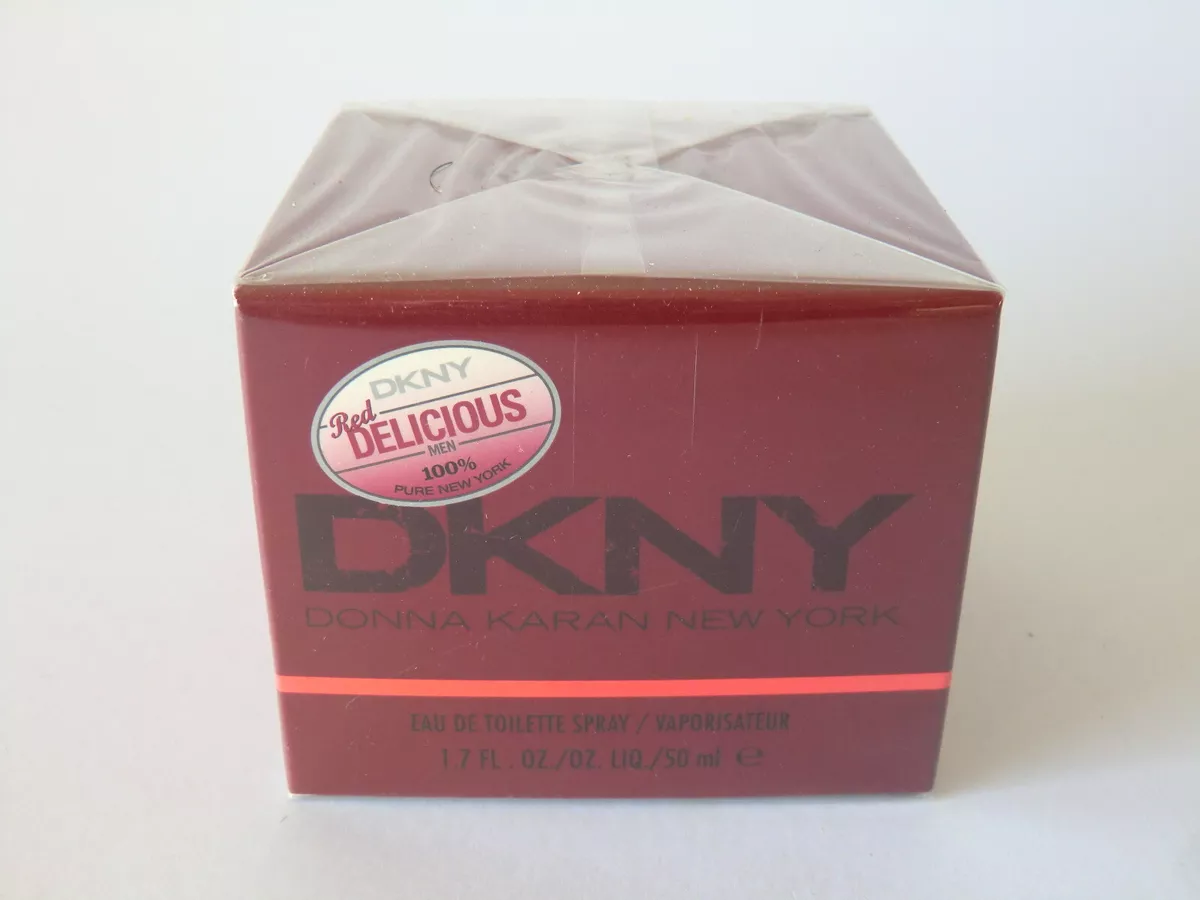 DKNY
Red
DELICIOUS
MEN
100%
PURE NEW YORK
DKNY
DONNA KARAN NEW YORK
EAU DE TOILETTE SPRAY / VAPORISATEUR
1.7 FL. OZ./OZ. LIQ./50 ml ℮